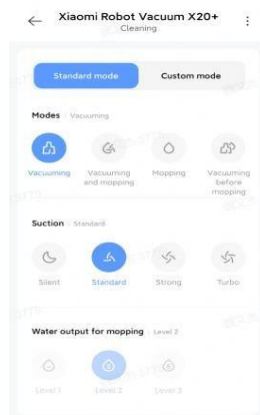 Xiaomi Robot Vacuum X20+
Cleaning
Standard mode Custom mode
Modes Vacuuming
Vacuuming Vacuuming and mopping Mopping Vacuuming before mopping
Suction Standard
Silent Standard Strong Turbo
Water output for mopping Level 2
Level 1 Level 2 Level 3